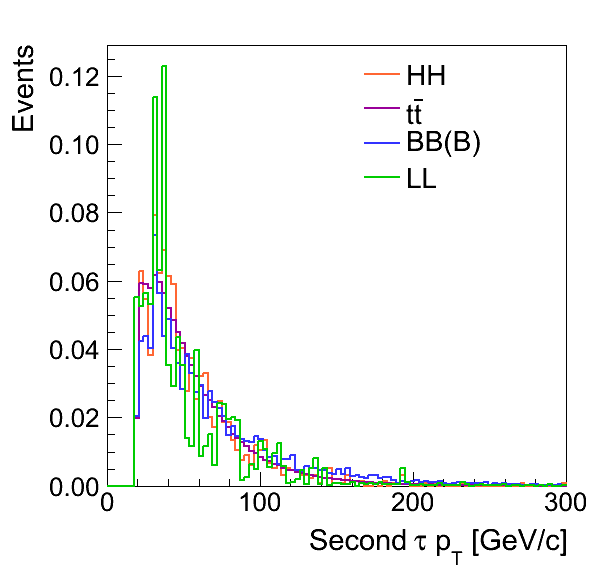 Events
0.12
0.10
0.08
0.06
0.04
0.02
0.00
HH
tt̄
BB(B)
LL
0 100 200 300
Second τ p_T [GeV/c]